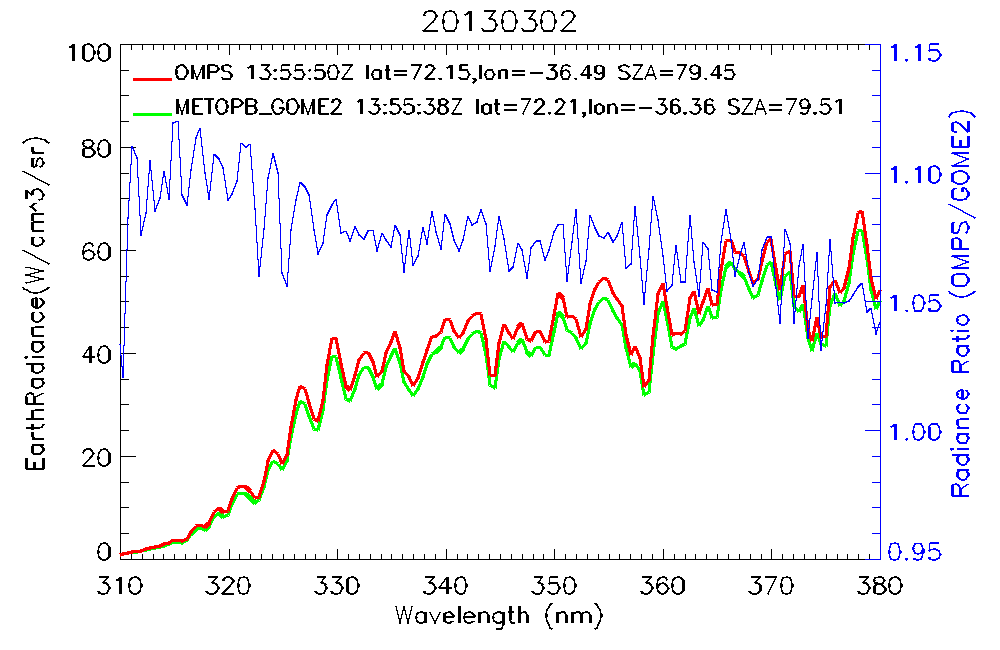 20130302
OMPS 13:55:50Z lat=72.15,lon=-36.49 SZA=79.45
METOPB_GOME2 13:55:38Z lat=72.21,lon=-36.36 SZA=79.51
EarthRadiance(W/cm^3/sr)
100
80
60
40
20
0
1.15
1.10
1.05
1.00
0.95
Radiance Ratio (OMPS/GOME2)
310 320 330 340 350 360 370 380
Wavelength (nm)